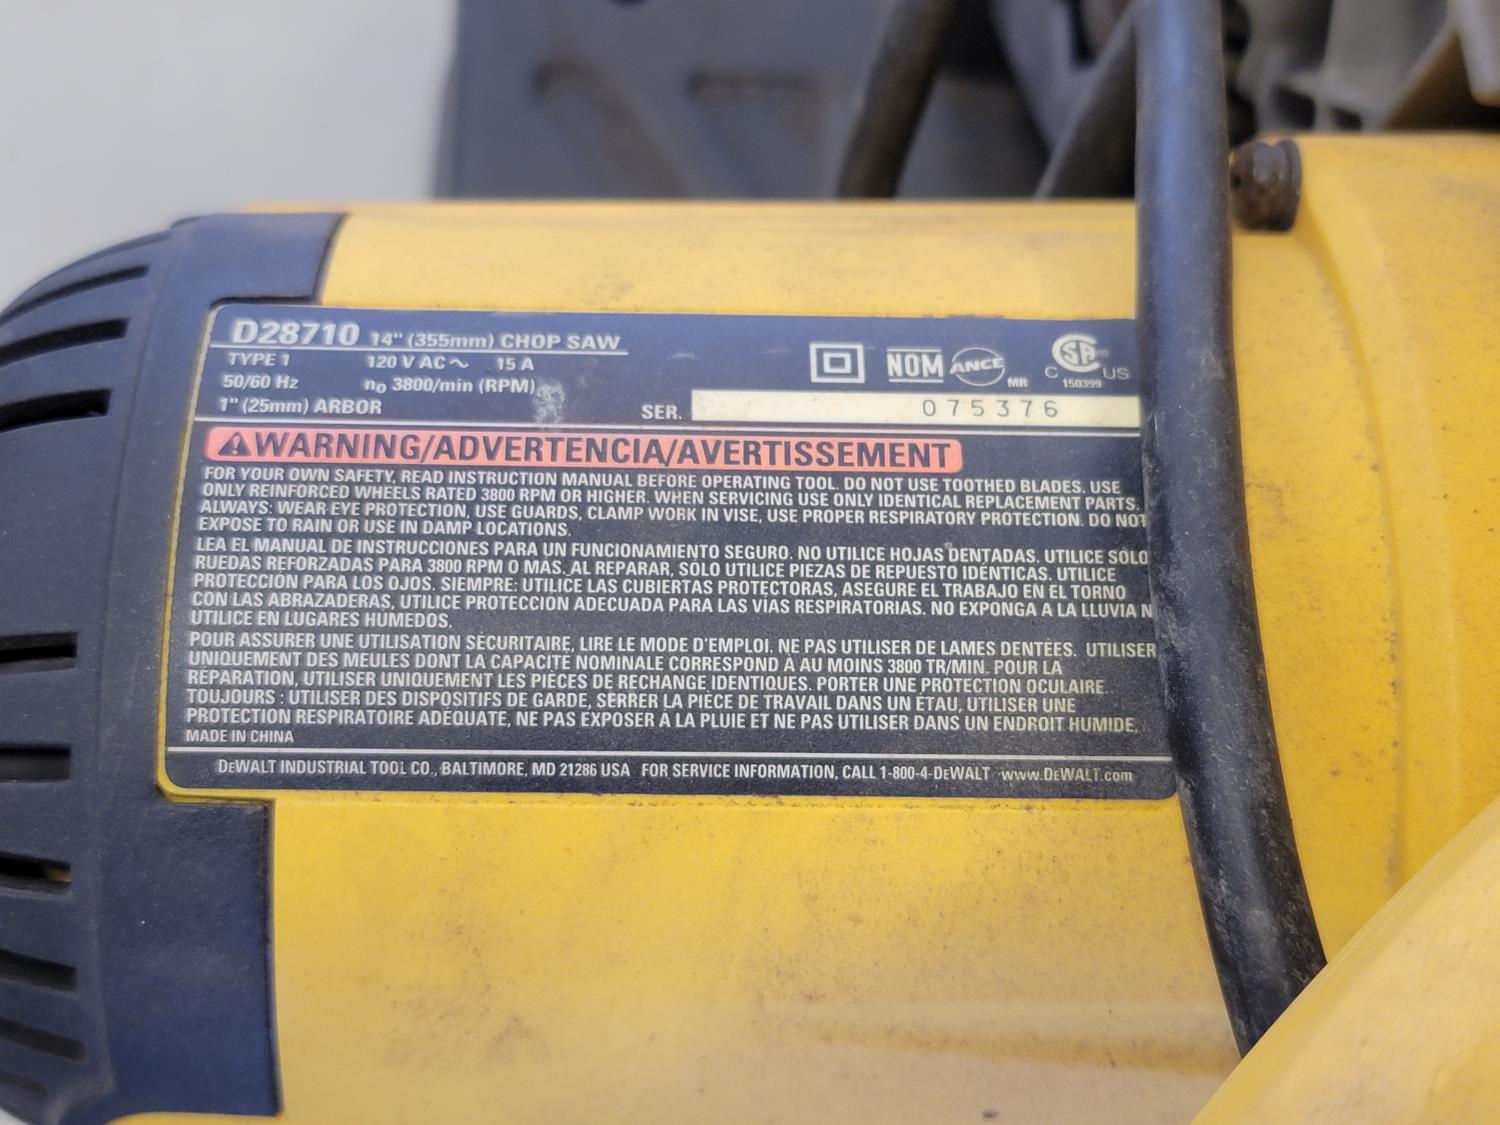 D28710 14" (355mm) CHOP SAW
TYPE 1 120 V AC ~ 15 A
50/60 Hz n₀ 3800/min (RPM)
1" (25mm) ARBOR
NOM ANCE MR
CSA ® C US 150399
SER. 075376
WARNING/ADVERTENCIA/AVERTISSEMENT
FOR YOUR OWN SAFETY, READ INSTRUCTION MANUAL BEFORE OPERATING TOOL. DO NOT USE TOOTHED BLADES. USE
ONLY REINFORCED WHEELS RATED 3800 RPM OR HIGHER. WHEN SERVICING USE ONLY IDENTICAL REPLACEMENT PARTS.
ALWAYS: WEAR EYE PROTECTION, USE GUARDS, CLAMP WORK IN VISE, USE PROPER RESPIRATORY PROTECTION. DO NOT
EXPOSE TO RAIN OR USE IN DAMP LOCATIONS.
LEA EL MANUAL DE INSTRUCCIONES PARA UN FUNCIONAMIENTO SEGURO. NO UTILICE HOJAS DENTADAS. UTILICE SÓLO
RUEDAS REFORZADAS PARA 3800 RPM O MÁS. AL REPARAR, SÓLO UTILICE PIEZAS DE REPUESTO IDÉNTICAS. UTILICE
PROTECCIÓN PARA LOS OJOS. SIEMPRE: UTILICE LAS CUBIERTAS PROTECTORAS, ASEGURE EL TRABAJO EN EL TORNO
CON LAS ABRAZADERAS, UTILICE PROTECCIÓN ADECUADA PARA LAS VÍAS RESPIRATORIAS. NO EXPONGA A LA LLUVIA N
UTILICE EN LUGARES HUMEDOS.
POUR ASSURER UNE UTILISATION SÉCURITAIRE, LIRE LE MODE D'EMPLOI. NE PAS UTILISER DE LAMES DENTÉES. UTILISER
UNIQUEMENT DES MEULES DONT LA CAPACITÉ NOMINALE CORRESPOND À AU MOINS 3800 TR/MIN. POUR LA
RÉPARATION, UTILISER UNIQUEMENT LES PIÈCES DE RECHANGE IDENTIQUES. PORTER UNE PROTECTION OCULAIRE.
TOUJOURS : UTILISER DES DISPOSITIFS DE GARDE, SERRER LA PIÈCE DE TRAVAIL DANS UN ÉTAU, UTILISER UNE
PROTECTION RESPIRATOIRE ADÉQUATE, NE PAS EXPOSER À LA PLUIE ET NE PAS UTILISER DANS UN ENDROIT HUMIDE.
MADE IN CHINA
DEWALT INDUSTRIAL TOOL CO., BALTIMORE, MD 21286 USA FOR SERVICE INFORMATION, CALL 1-800-4-DEWALT www.DEWALT.com